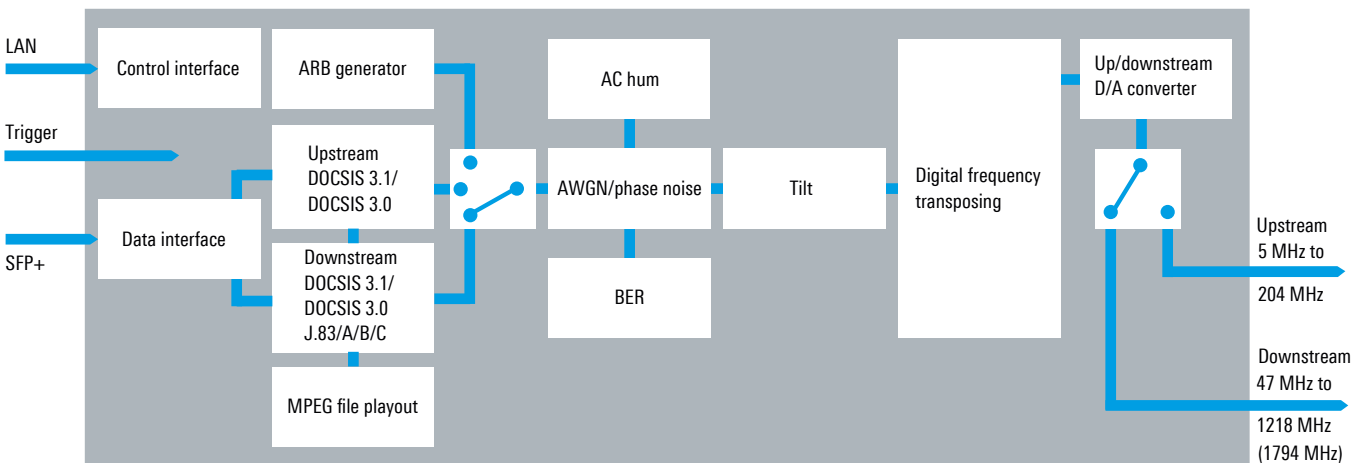 LAN
Control interface
ARB generator
AC hum
Up/downstream
D/A converter
Trigger
Upstream
DOCSIS 3.1/
DOCSIS 3.0
AWGN/phase noise
Tilt
Digital frequency
transposing
Data interface
SFP+
Downstream
DOCSIS 3.1/
DOCSIS 3.0
J.83/A/B/C
BER
MPEG file playout
Upstream
5 MHz to
204 MHz
Downstream
47 MHz to
1218 MHz
(1794 MHz)